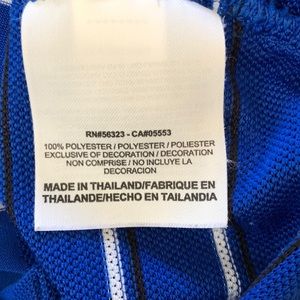 RN#56323 - CA#05553
100% POLYESTER / POLYESTER / POLIESTER
EXCLUSIVE OF DECORATION / DECORATION
NON COMPRISE / NO INCLUYE LA
DECORACION
MADE IN THAILAND/FABRIQUE EN
THAILANDE/HECHO EN TAILANDIA